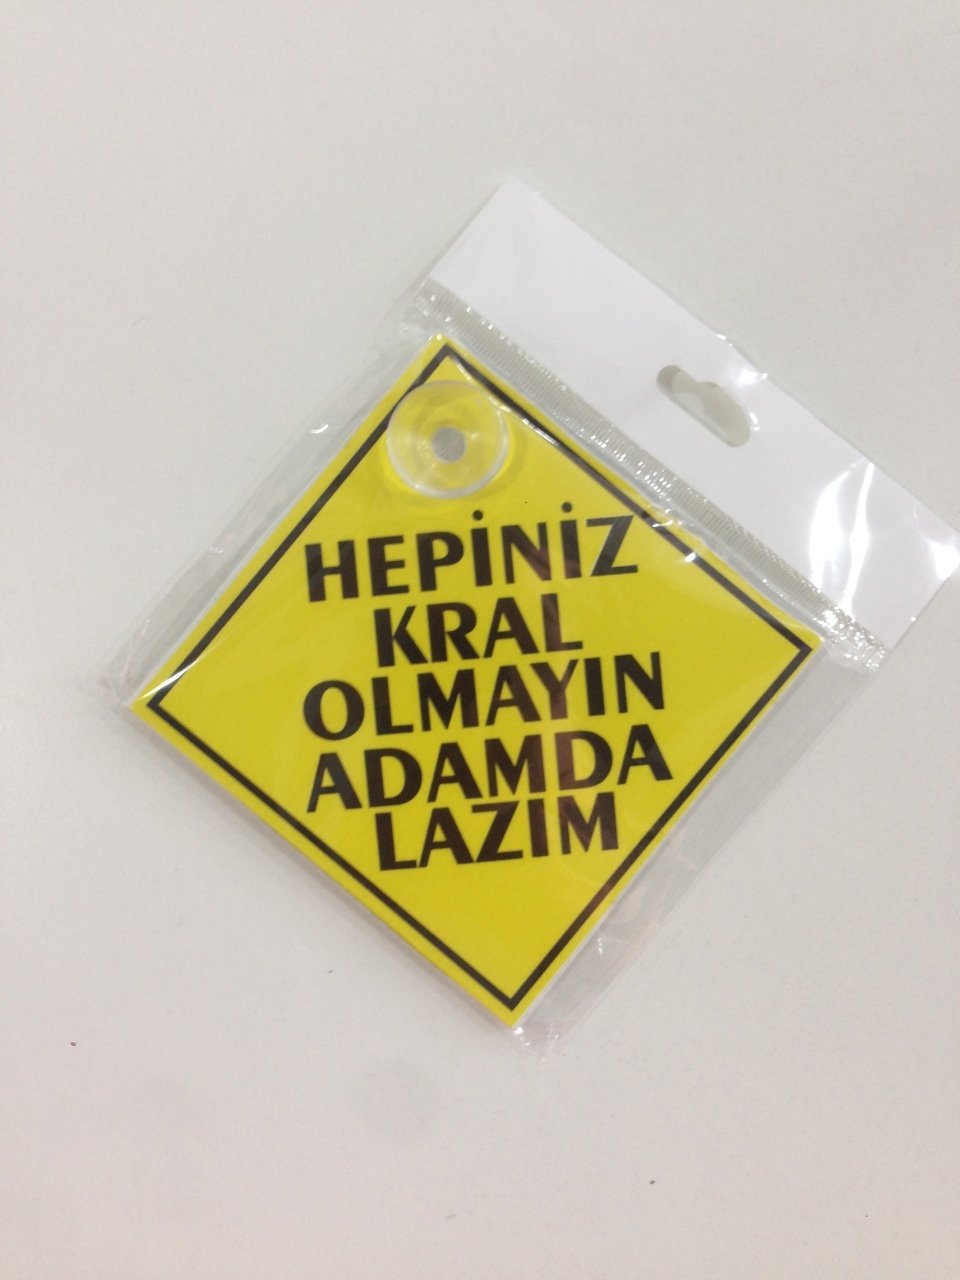 HEPİNİZ
KRAL
OLMAYIN
ADAMDA
LAZIM